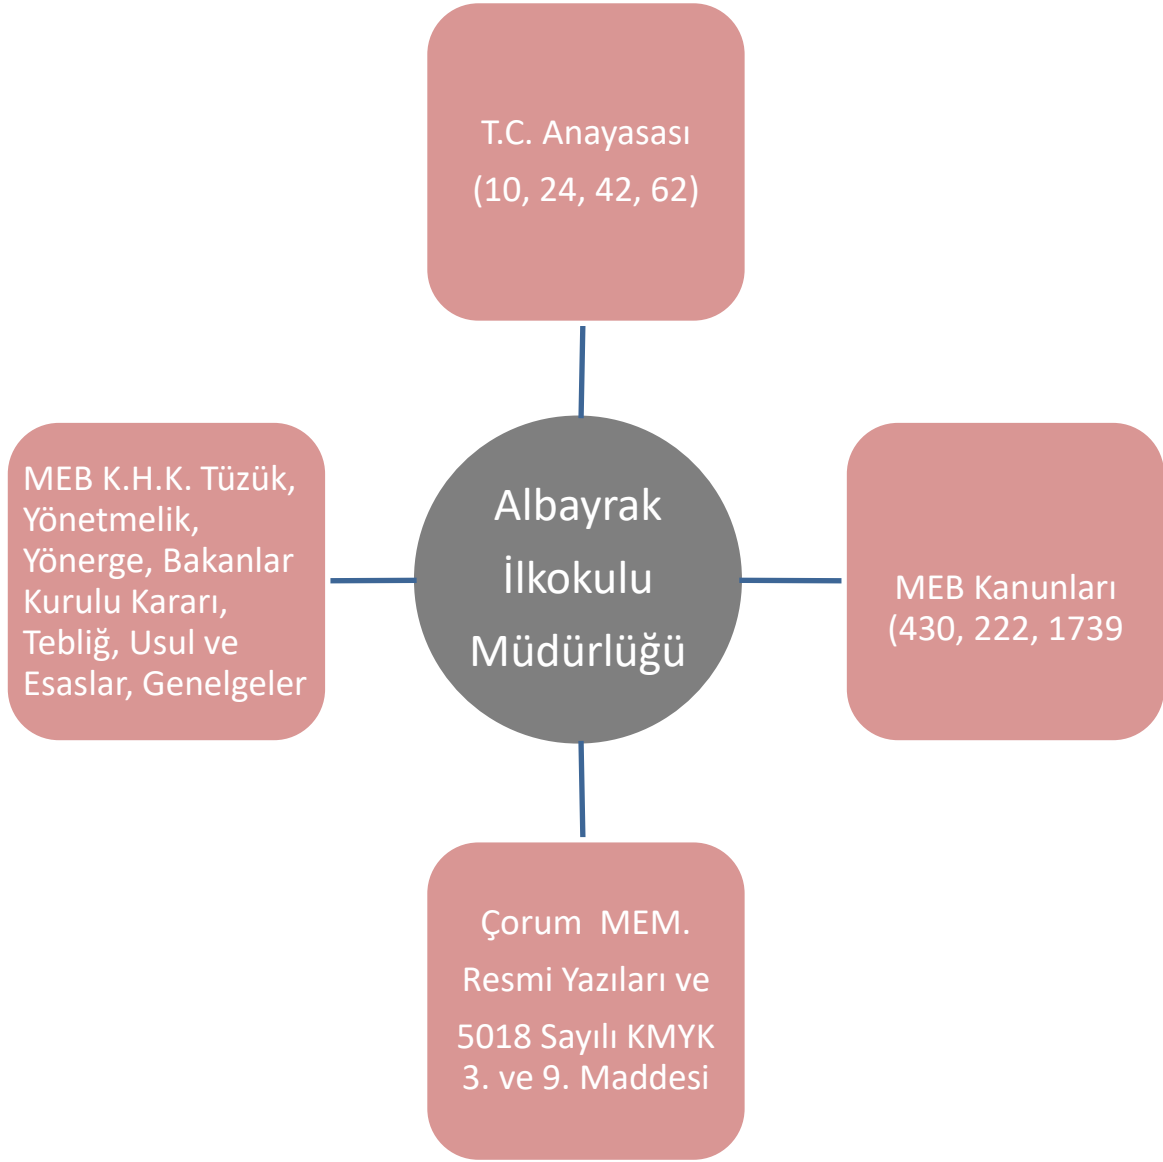 T.C. Anayasası
(10, 24, 42, 62)
MEB K.H.K. Tüzük,
Yönetmelik,
Yönerge, Bakanlar
Kurulu Kararı,
Tebliğ, Usul ve
Esaslar, Genelgeler
Albayrak
İlkokulu
Müdürlüğü
MEB Kanunları
(430, 222, 1739
Çorum  MEM.
Resmi Yazıları ve
5018 Sayılı KMYK
3. ve 9. Maddesi